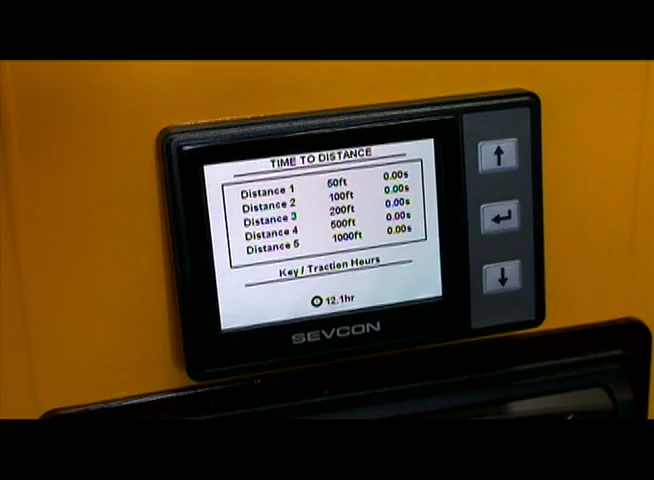 TIME TO DISTANCE
Distance 1 50ft 0.00s
Distance 2 100ft 0.00s
Distance 3 200ft 0.00s
Distance 4 500ft 0.00s
Distance 5 1000ft 0.00s
Key / Traction Hours
12.1hr
SEVCON